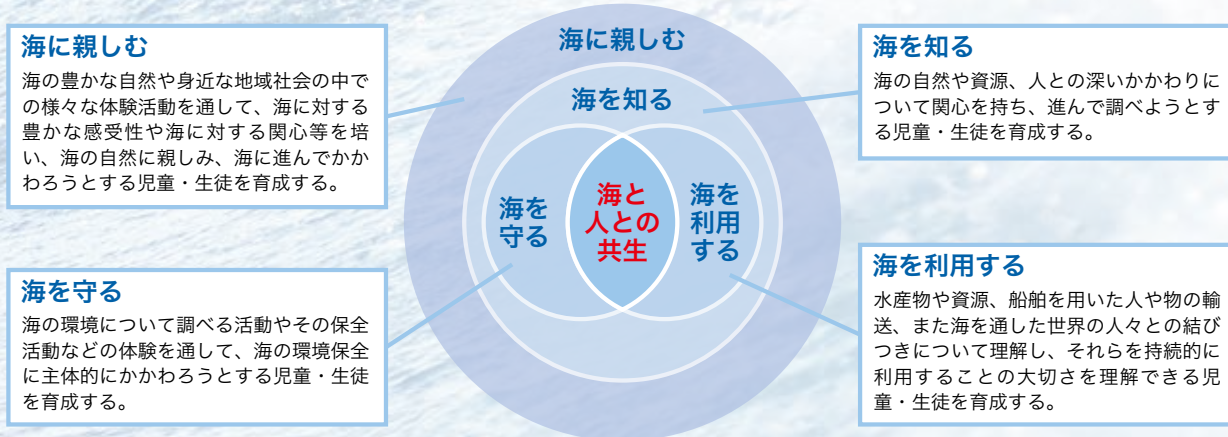 海に親しむ
海の豊かな自然や身近な地域社会の中で
の様々な体験活動を通して、海に対する
豊かな感受性や海に対する関心等を培
い、海の自然に親しみ、海に進んでかか
わろうとする児童・生徒を育成する。
海を守る
海の環境について調べる活動やその保全
活動などの体験を通して、海の環境保全
に主体的にかかわろうとする児童・生徒
を育成する。
海に親しむ
海を知る
海を
守る
海と
人との
共生
海を
利用
する
海を知る
海の自然や資源、人との深いかかわりに
ついて関心を持ち、進んで調べようとす
る児童・生徒を育成する。
海を利用する
水産物や資源、船舶を用いた人や物の輸
送、また海を通した世界の人々との結び
つきについて理解し、それらを持続的に
利用することの大切さを理解できる児
童・生徒を育成する。